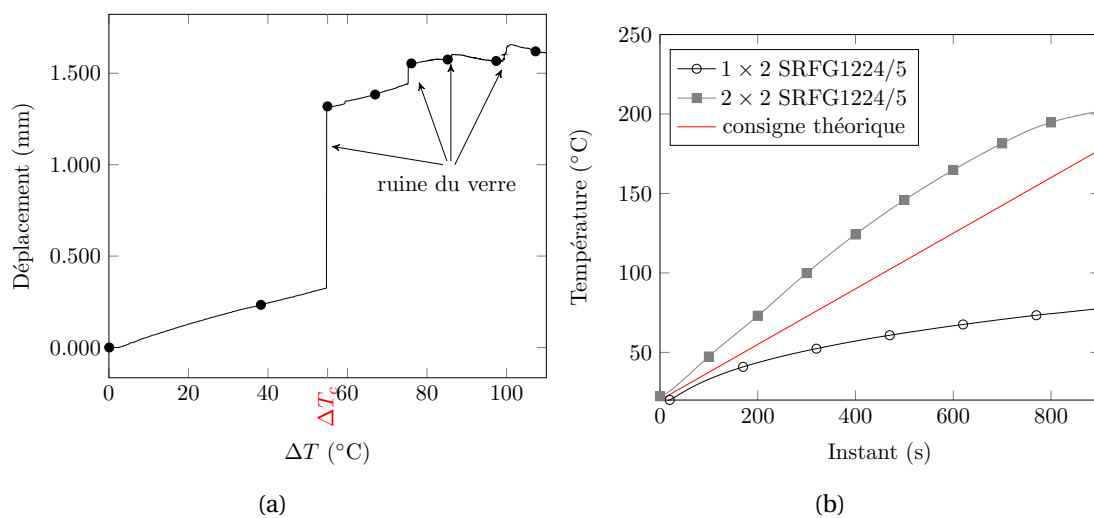 1.500
1.000
0.500
0.000
Déplacement (mm)
ruine du verre
0
20
40
60
80
100
ΔT_c
ΔT (°C)
(a)
250
200
150
100
50
Température (°C)
1 × 2 SRFG1224/5
2 × 2 SRFG1224/5
consigne théorique
0
200
400
600
800
Instant (s)
(b)